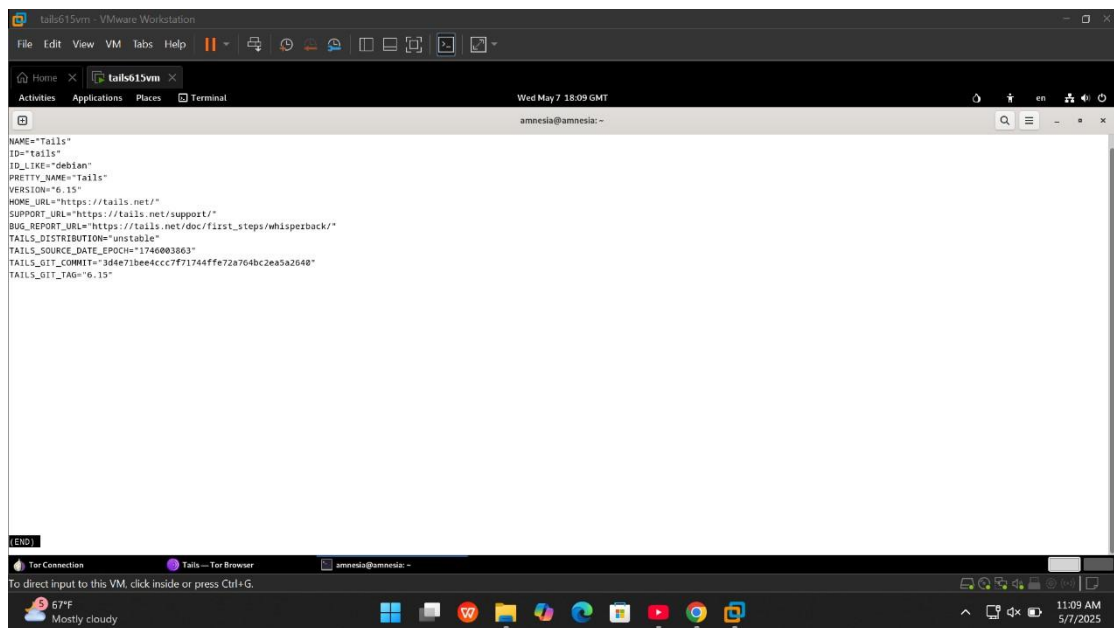 tails615vm - VMware Workstation
File Edit View VM Tabs Help
Home tails615vm
Activities Applications Places Terminal Wed May 7 18:09 GMT en
amnesia@amnesia: ~
NAME="Tails"
ID="tails"
ID_LIKE="debian"
PRETTY_NAME="Tails"
VERSION="6.15"
HOME_URL="https://tails.net/"
SUPPORT_URL="https://tails.net/support/"
BUG_REPORT_URL="https://tails.net/doc/first_steps/whisperback/"
TAILS_DISTRIBUTION="unstable"
TAILS_SOURCE_DATE_EPOCH="1746003863"
TAILS_GIT_COMMIT="3d4e71bee4ccc7f71744ffe72a764bc2ea5a2640"
TAILS_GIT_TAG="6.15"
(END)
Tor Connection Tails — Tor Browser amnesia@amnesia: ~
To direct input to this VM, click inside or press Ctrl+G.
5 67°F
Mostly cloudy
11:09 AM
5/7/2025